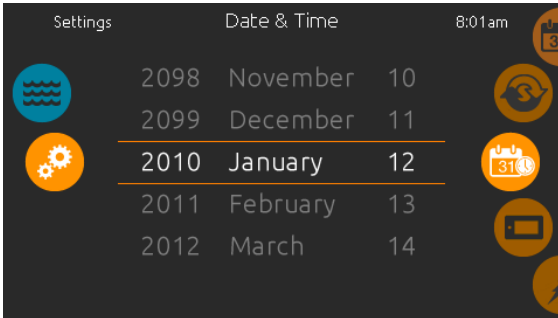 Settings Date & Time 8:01am
2098 November 10
2099 December 11
2010 January 12
31
2011 February 13
2012 March 14